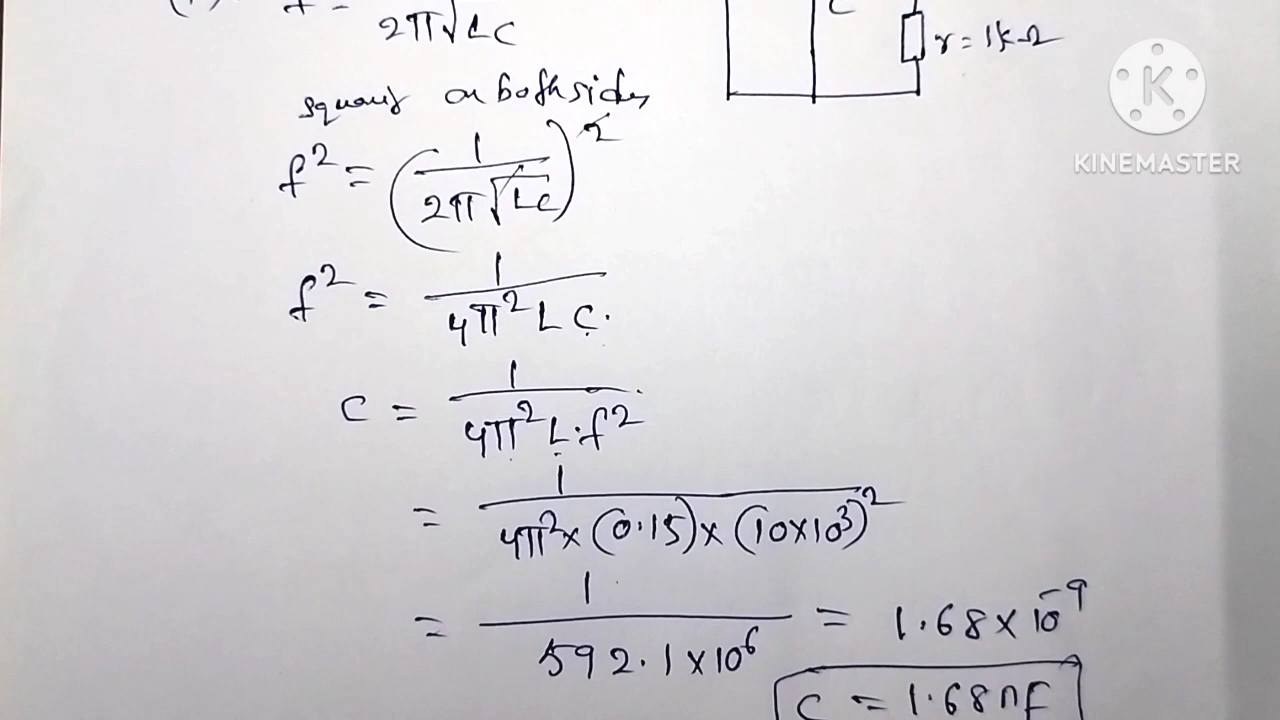 2π√LC
C
r = 1kΩ
on both sides
K
KINEMASTER
f² = (1/2π√LC)²
f² = 1/4π²LC.
C = 1/4π²L.f²
= 1/4π²×(0.15)×(10×10³)²
= 1/592.1×10⁶ = 1.68×10⁻⁹
C = 1.68nF